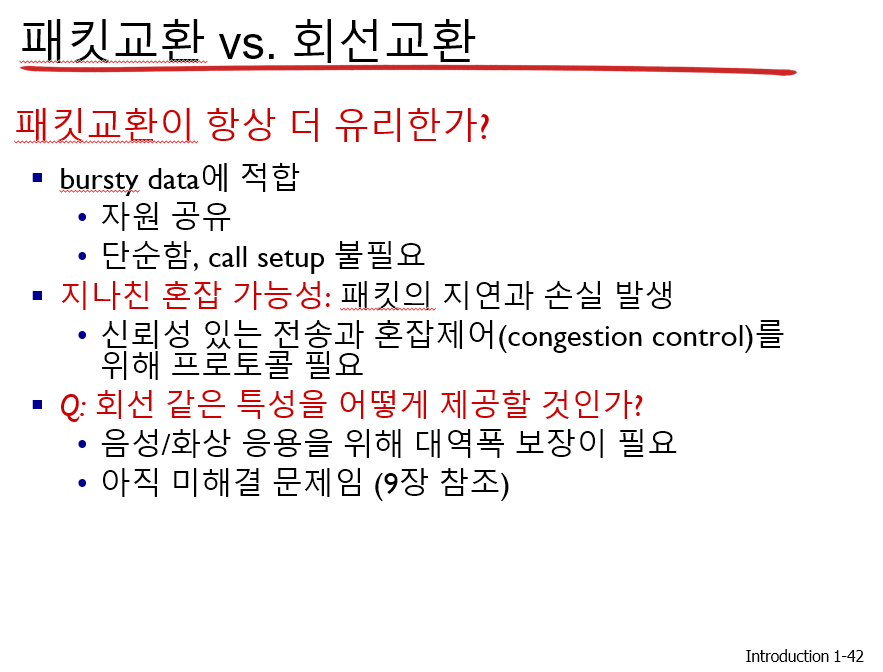 패킷교환 vs. 회선교환
패킷교환이 항상 더 유리한가?
▪ bursty data에 적합
• 자원 공유
• 단순함, call setup 불필요
▪ 지나친 혼잡 가능성: 패킷의 지연과 손실 발생
• 신뢰성 있는 전송과 혼잡제어(congestion control)를
위해 프로토콜 필요
▪ Q: 회선 같은 특성을 어떻게 제공할 것인가?
• 음성/화상 응용을 위해 대역폭 보장이 필요
• 아직 미해결 문제임 (9장 참조)
Introduction 1-42